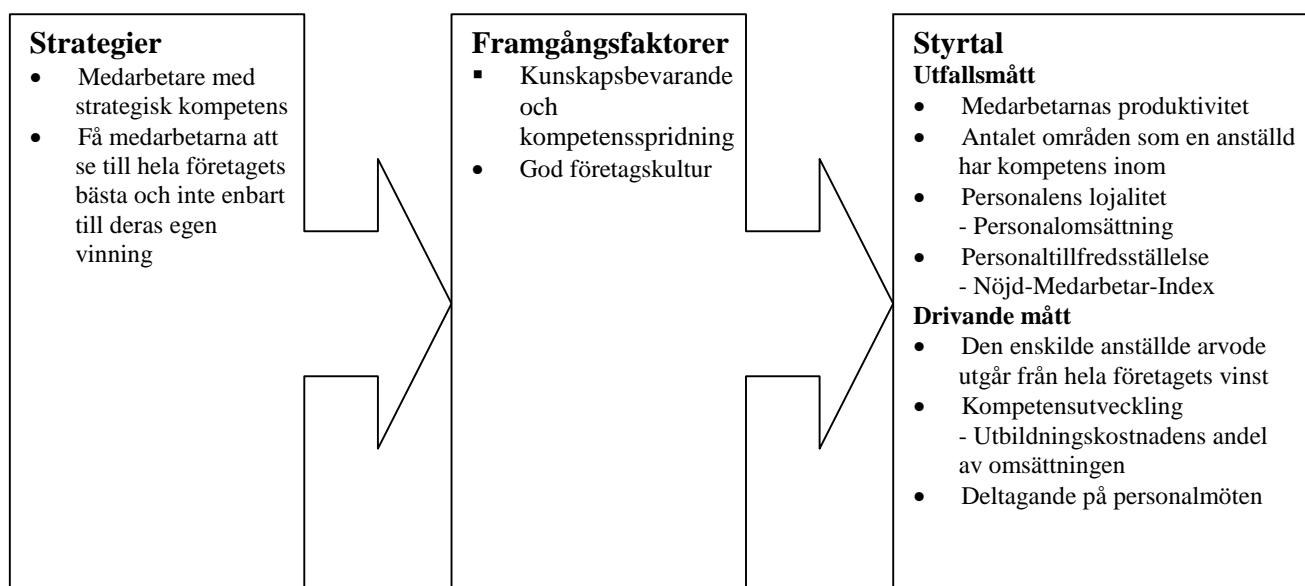 Strategier
• Medarbetare med
strategisk kompetens
• Få medarbetarna att
se till hela företagets
bästa och inte enbart
till deras egen
vinning
Framgångsfaktorer
▪ Kunskapsbevarande
och
kompetensspridning
• God företagskultur
Styrtal
Utfallsmått
• Medarbetarnas produktivitet
• Antalet områden som en anställd
har kompetens inom
• Personalens lojalitet
- Personalomsättning
• Personaltillfredsställelse
- Nöjd-Medarbetar-Index
Drivande mått
• Den enskilde anställde arvode
utgår från hela företagets vinst
• Kompetensutveckling
- Utbildningskostnadens andel
av omsättningen
• Deltagande på personalmöten